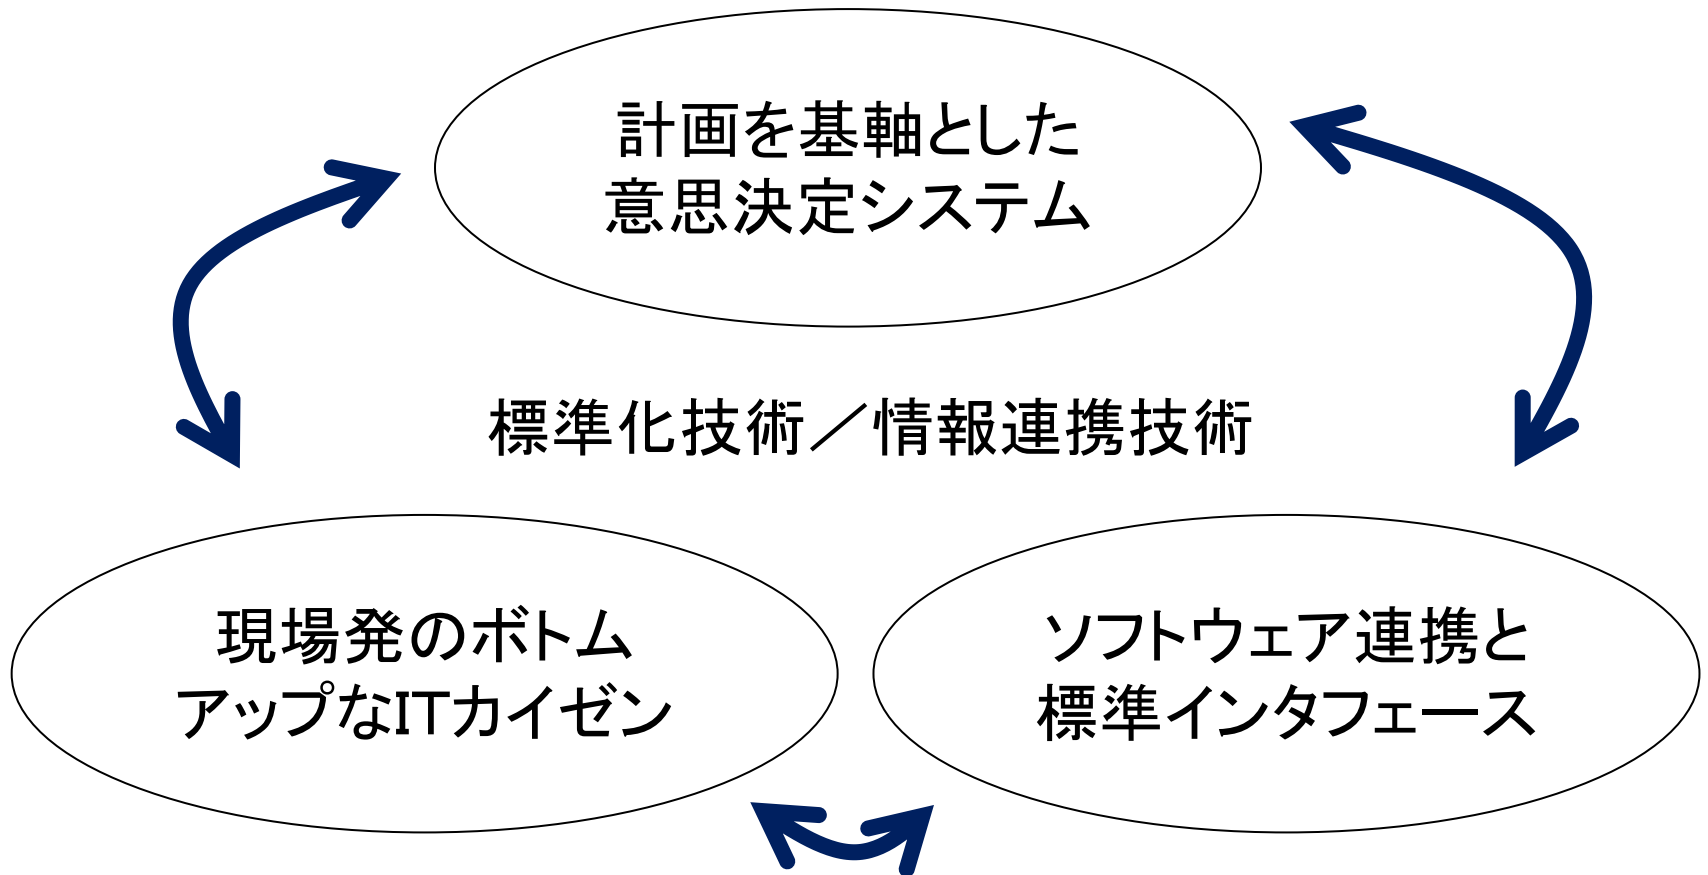 計画を基軸とした
意思決定システム
標準化技術／情報連携技術
現場発のボトム
アップなITカイゼン
ソフトウェア連携と
標準インタフェース